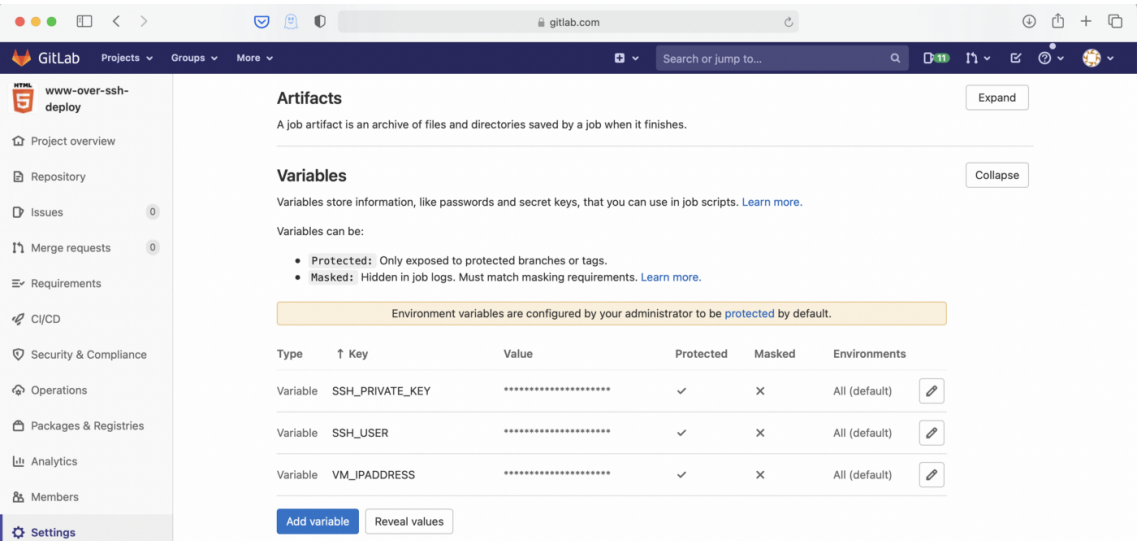 gitlab.com
GitLab Projects Groups More Search or jump to... 11
HTML
5
www-over-ssh-deploy
Project overview
Repository
Issues 0
Merge requests 0
Requirements
CI/CD
Security & Compliance
Operations
Packages & Registries
Analytics
Members
Settings
Artifacts
Expand
A job artifact is an archive of files and directories saved by a job when it finishes.
Variables
Collapse
Variables store information, like passwords and secret keys, that you can use in job scripts. Learn more.
Variables can be:
• Protected: Only exposed to protected branches or tags.
• Masked: Hidden in job logs. Must match masking requirements. Learn more.
Environment variables are configured by your administrator to be protected by default.
Type ↑ Key Value Protected Masked Environments
Variable SSH_PRIVATE_KEY ********************* ✓ ✕ All (default)
Variable SSH_USER ********************* ✓ ✕ All (default)
Variable VM_IPADDRESS ********************* ✓ ✕ All (default)
Add variable Reveal values